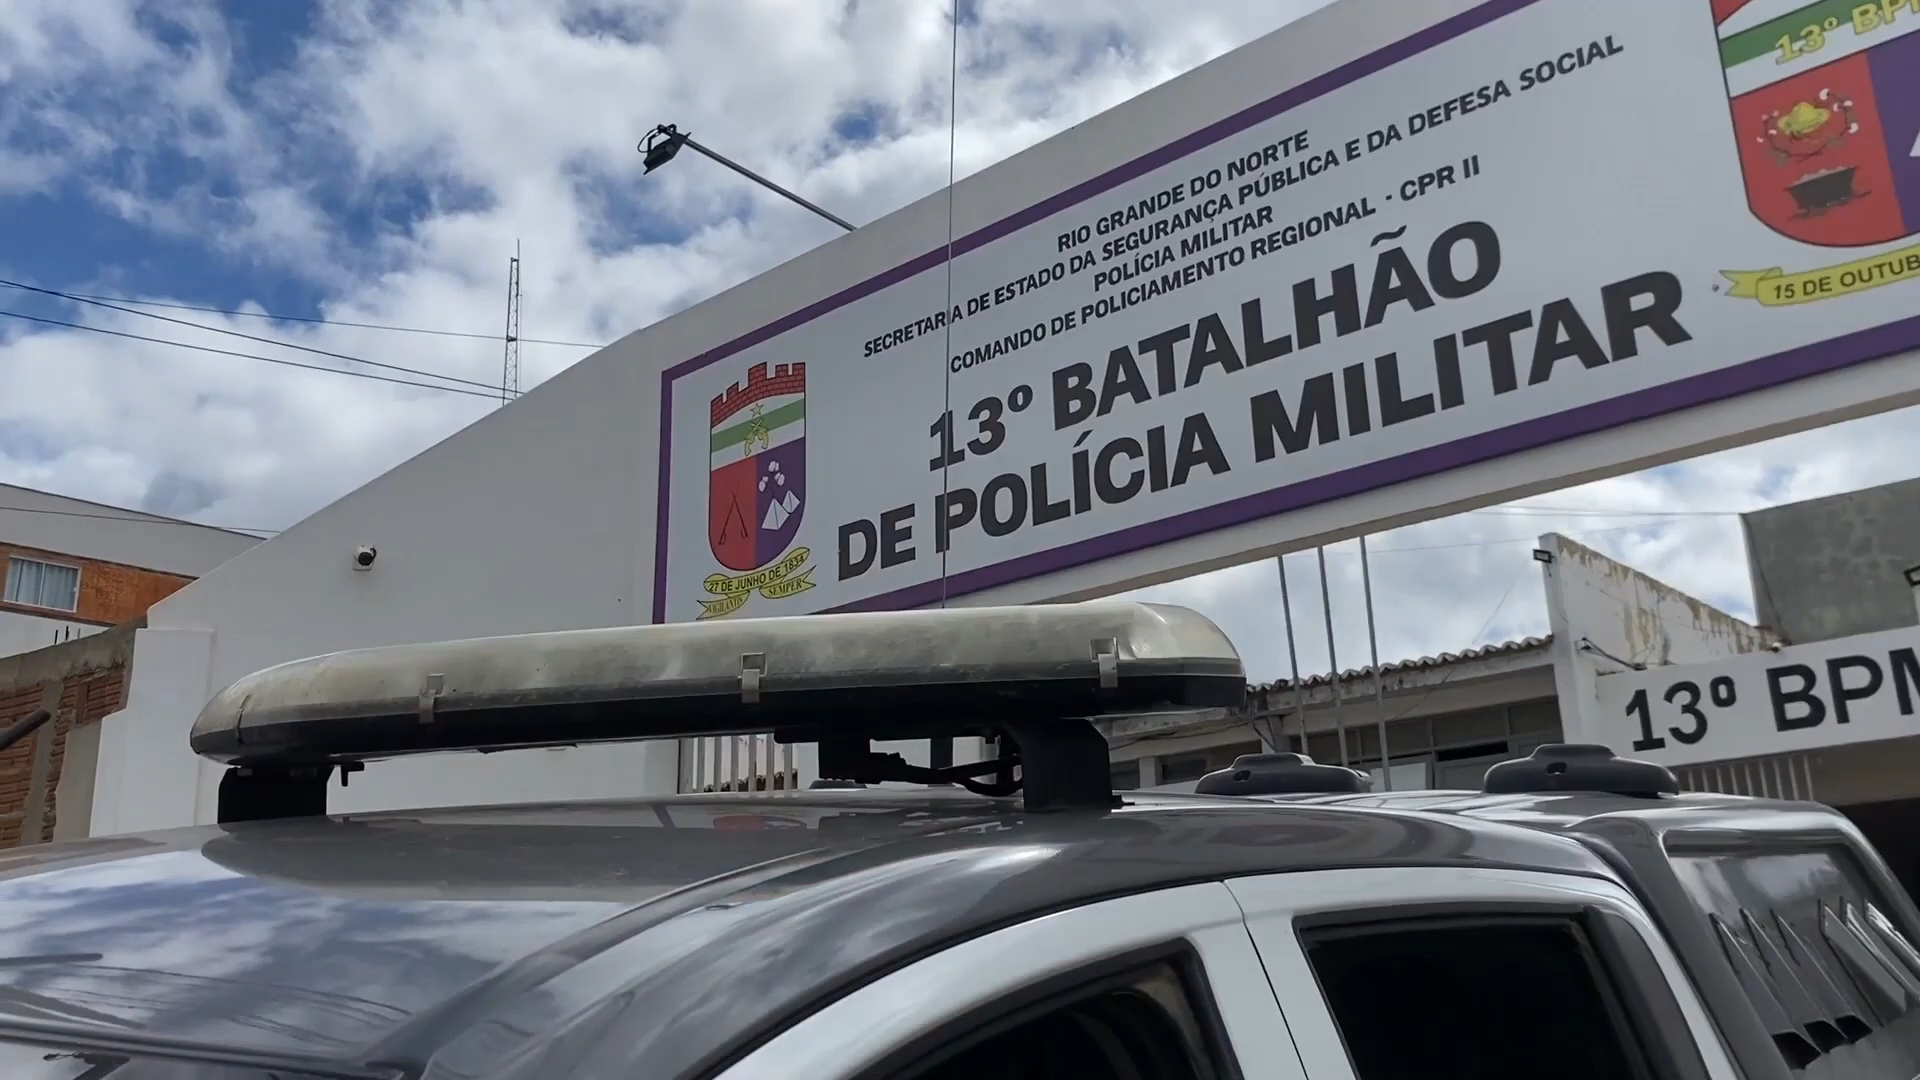 RIO GRANDE DO NORTE
SECRETARIA DE ESTADO DA SEGURANÇA PÚBLICA E DA DEFESA SOCIAL
POLÍCIA MILITAR
COMANDO DE POLICIAMENTO REGIONAL - CPR II
13º BATALHÃO
DE POLÍCIA MILITAR
27 DE JUNHO DE 1834
VIGILANTIS SEMPER
13º BPM
15 DE OUTUB
13º BPM